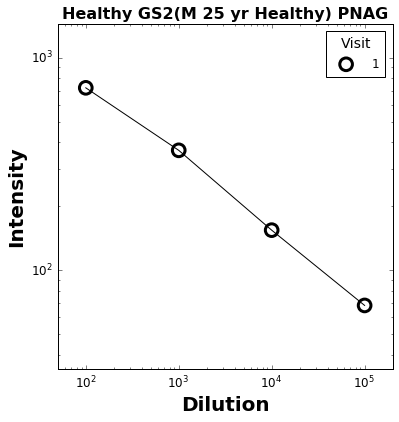 Healthy GS2(M 25 yr Healthy) PNAG
Visit
1
Intensity
10³
10²
10² 10³ 10⁴ 10⁵
Dilution